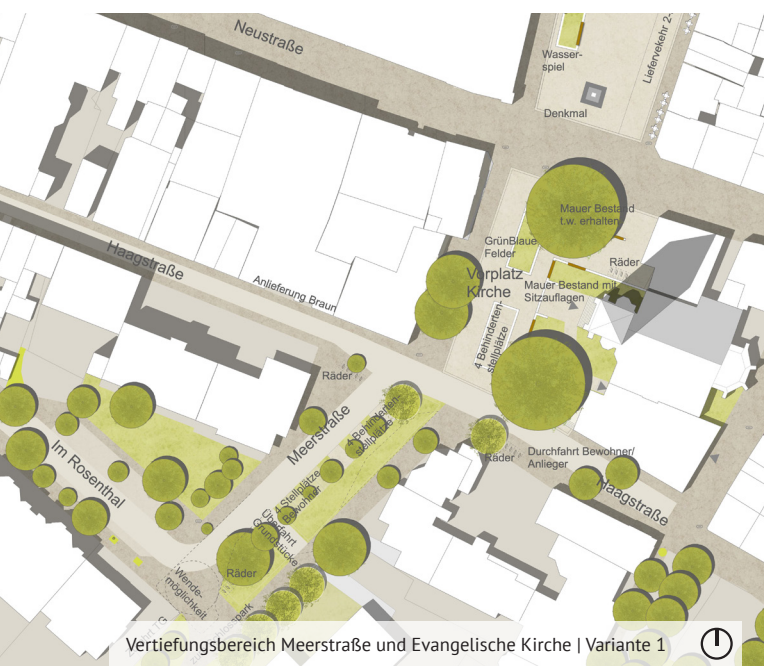 Neustraße
Wasser-
spiel
Liefervekehr 2-
Denkmal
Mauer Bestand
t.w. erhalten
GrünBlaue
Felder
Räder
Vorplatz
Kirche
Mauer Bestand mit
Sitzauflagen
Haagstraße
Anlieferung Braun
4 Behinderten-
stellplätze
Räder
Meerstraße
4 Behinderten-
stellplätze
Räder
Durchfahrt Bewohner/
Anlieger
Haagstraße
Im Rosenthal
4 Stellplätze
Bewohner
Überfahrt
Grundstücke
Räder
Wende-
möglichkeit
Vertiefungsbereich Meerstraße und Evangelische Kirche | Variante 1